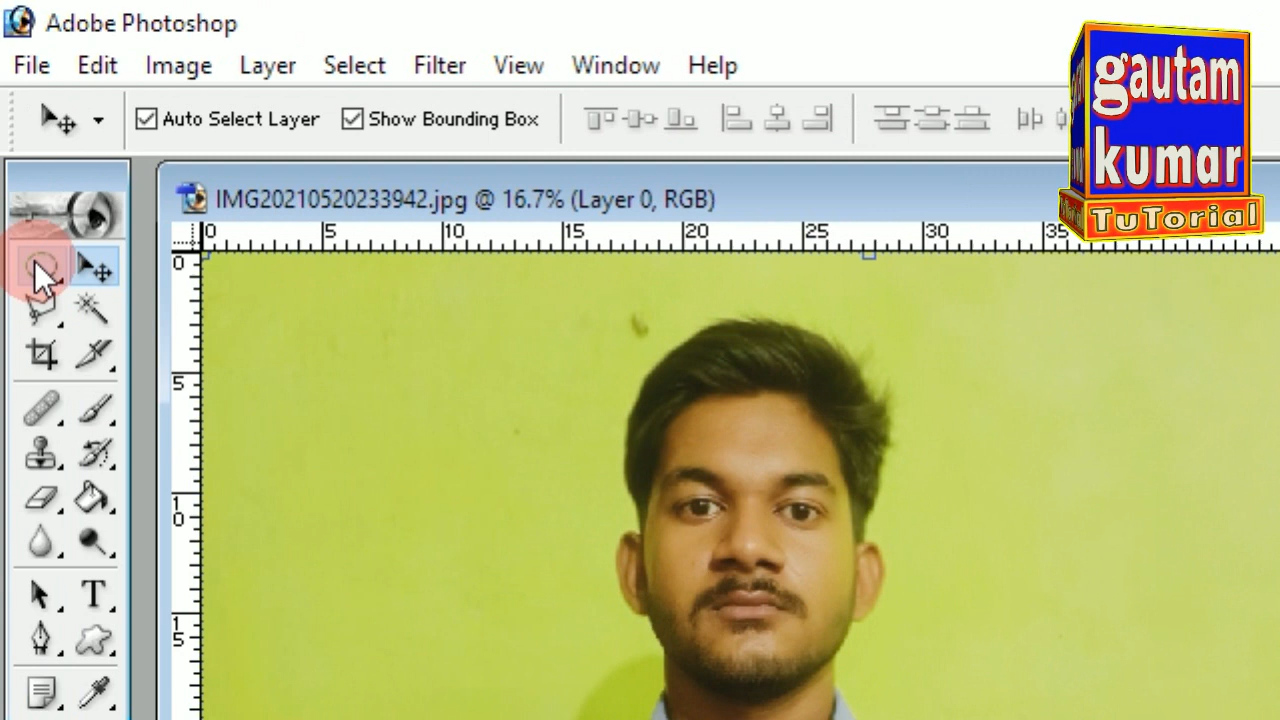 Adobe Photoshop
File Edit Image Layer Select Filter View Window Help
Auto Select Layer Show Bounding Box
gautam
kumar
TuTorial
IMG20210520233942.jpg @ 16.7% (Layer 0, RGB)
0 5 10 15 20 25 30 35
0
5
10
15
T